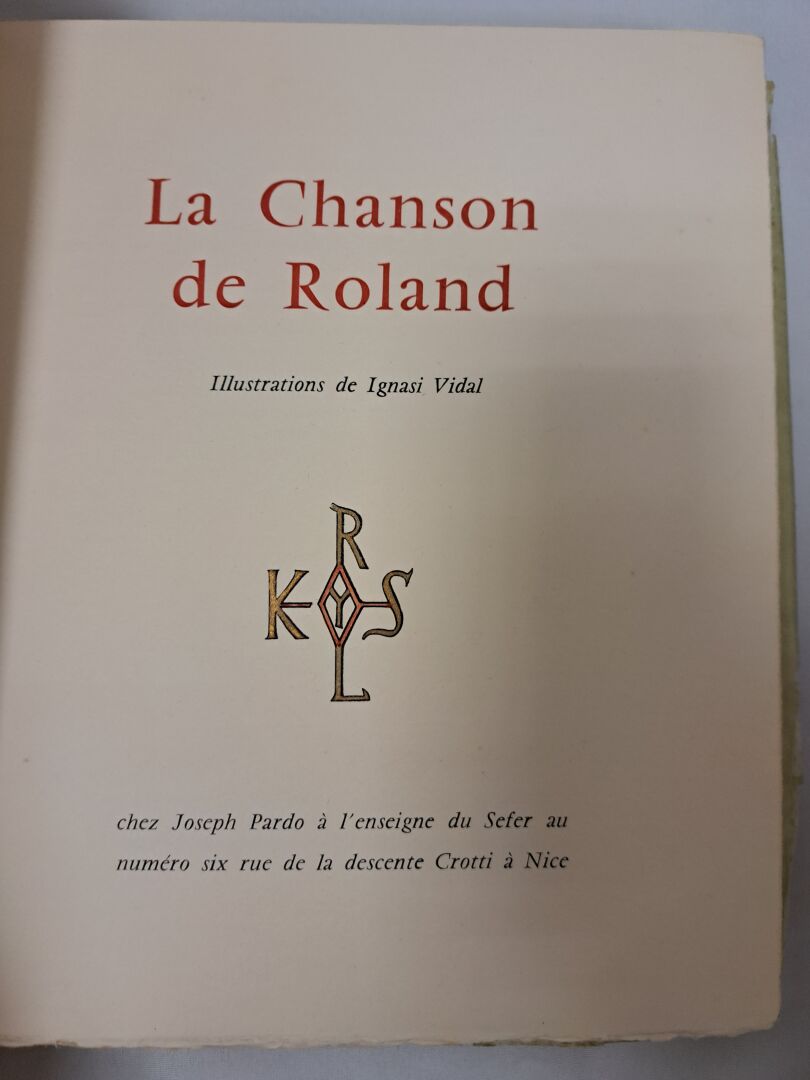 La Chanson
de Roland
Illustrations de Ignasi Vidal
R
K Y S
L
chez Joseph Pardo à l'enseigne du Sefer au
numéro six rue de la descente Crotti à Nice